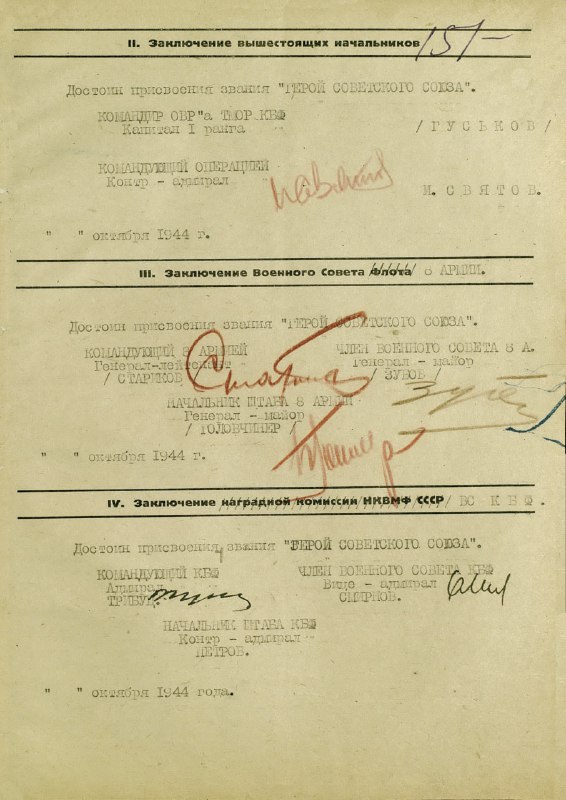 151-
II. Заключение вышестоящих начальников
Достоин присвоения звания "ГЕРОЙ СОВЕТСКОГО СОЮЗА".
КОМАНДИР ОВР"а ТМОР КБФ
Капитан I ранга / ГУСЬКОВ /
КОМАНДУЮЩИЙ ОПЕРАЦИЕЙ
Контр - адмирал И. СВЯТОВ.
" " октября 1944 г.
III. Заключение Военного Совета Флота 8 АРМИИ.
Достоин присвоения звания "ГЕРОЙ СОВЕТСКОГО СОЮЗА".
КОМАНДУЮЩИЙ 8 АРМИЕЙ
Генерал-лейтенант
/ СТАРИКОВ
ЧЛЕН ВОЕННОГО СОВЕТА 8 А.
Генерал - майор
/ ЗУБОВ /
НАЧАЛЬНИК ШТАБА 8 АРМИИ
Генерал - майор
/ ГОЛОВЧИНЕР /
" " октября 1944 г.
IV. Заключение наградной комиссии НКВМФ СССР / ВС КБФ.
Достоин присвоения звания "ГЕРОЙ СОВЕТСКОГО СОЮЗА".
КОМАНДУЮЩИЙ КБФ
Адмирал
ТРИБУЦ
ЧЛЕН ВОЕННОГО СОВЕТА КБФ
Вице - адмирал
СМИРНОВ.
НАЧАЛЬНИК ШТАБА КБФ
Контр - адмирал
ПЕТРОВ.
" " октября 1944 года.